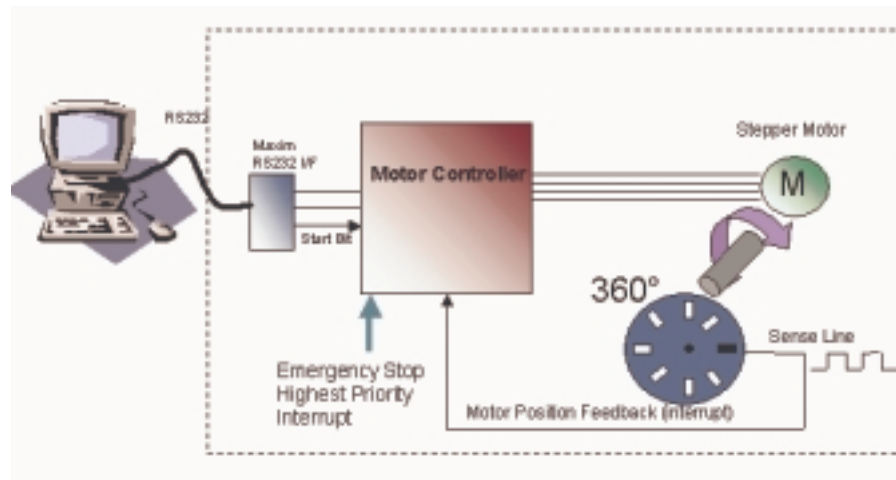 RS232
Maxim
RS232 I/F
Motor Controller
Stepper Motor
M
Start Bit
360°
Sense Line
Emergency Stop
Highest Priority
Interrupt
Motor Position Feedback (interrupt)